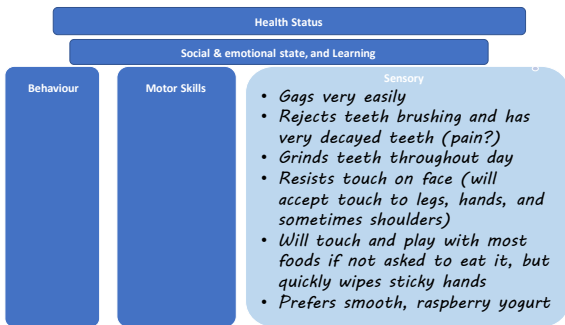 Health Status
Social & emotional state, and Learning
Behaviour
Motor Skills
Sensory
• Gags very easily
• Rejects teeth brushing and has
very decayed teeth (pain?)
• Grinds teeth throughout day
• Resists touch on face (will
accept touch to legs, hands, and
sometimes shoulders)
• Will touch and play with most
foods if not asked to eat it, but
quickly wipes sticky hands
• Prefers smooth, raspberry yogurt